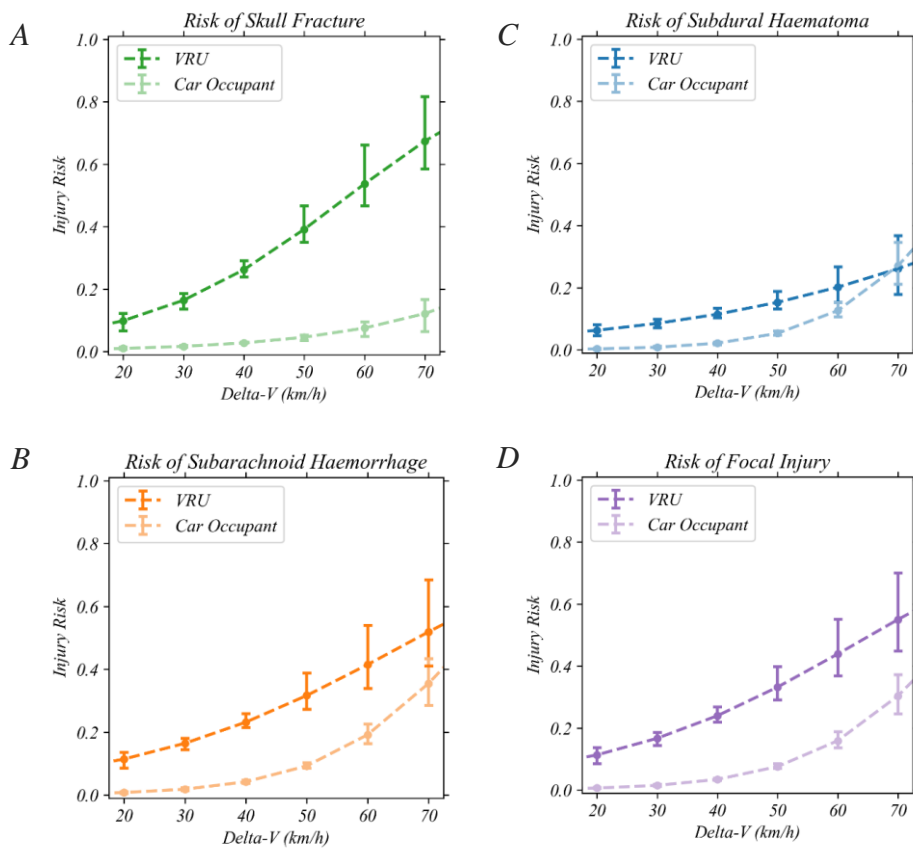 A
Risk of Skull Fracture
1.0
0.8
0.6
0.4
0.2
0.0
Injury Risk
VRU
Car Occupant
20 30 40 50 60 70
Delta-V (km/h)
C
Risk of Subdural Haematoma
1.0
0.8
0.6
0.4
0.2
0.0
Injury Risk
VRU
Car Occupant
20 30 40 50 60 70
Delta-V (km/h)
B
Risk of Subarachnoid Haemorrhage
1.0
0.8
0.6
0.4
0.2
0.0
Injury Risk
VRU
Car Occupant
20 30 40 50 60 70
Delta-V (km/h)
D
Risk of Focal Injury
1.0
0.8
0.6
0.4
0.2
0.0
Injury Risk
VRU
Car Occupant
20 30 40 50 60 70
Delta-V (km/h)